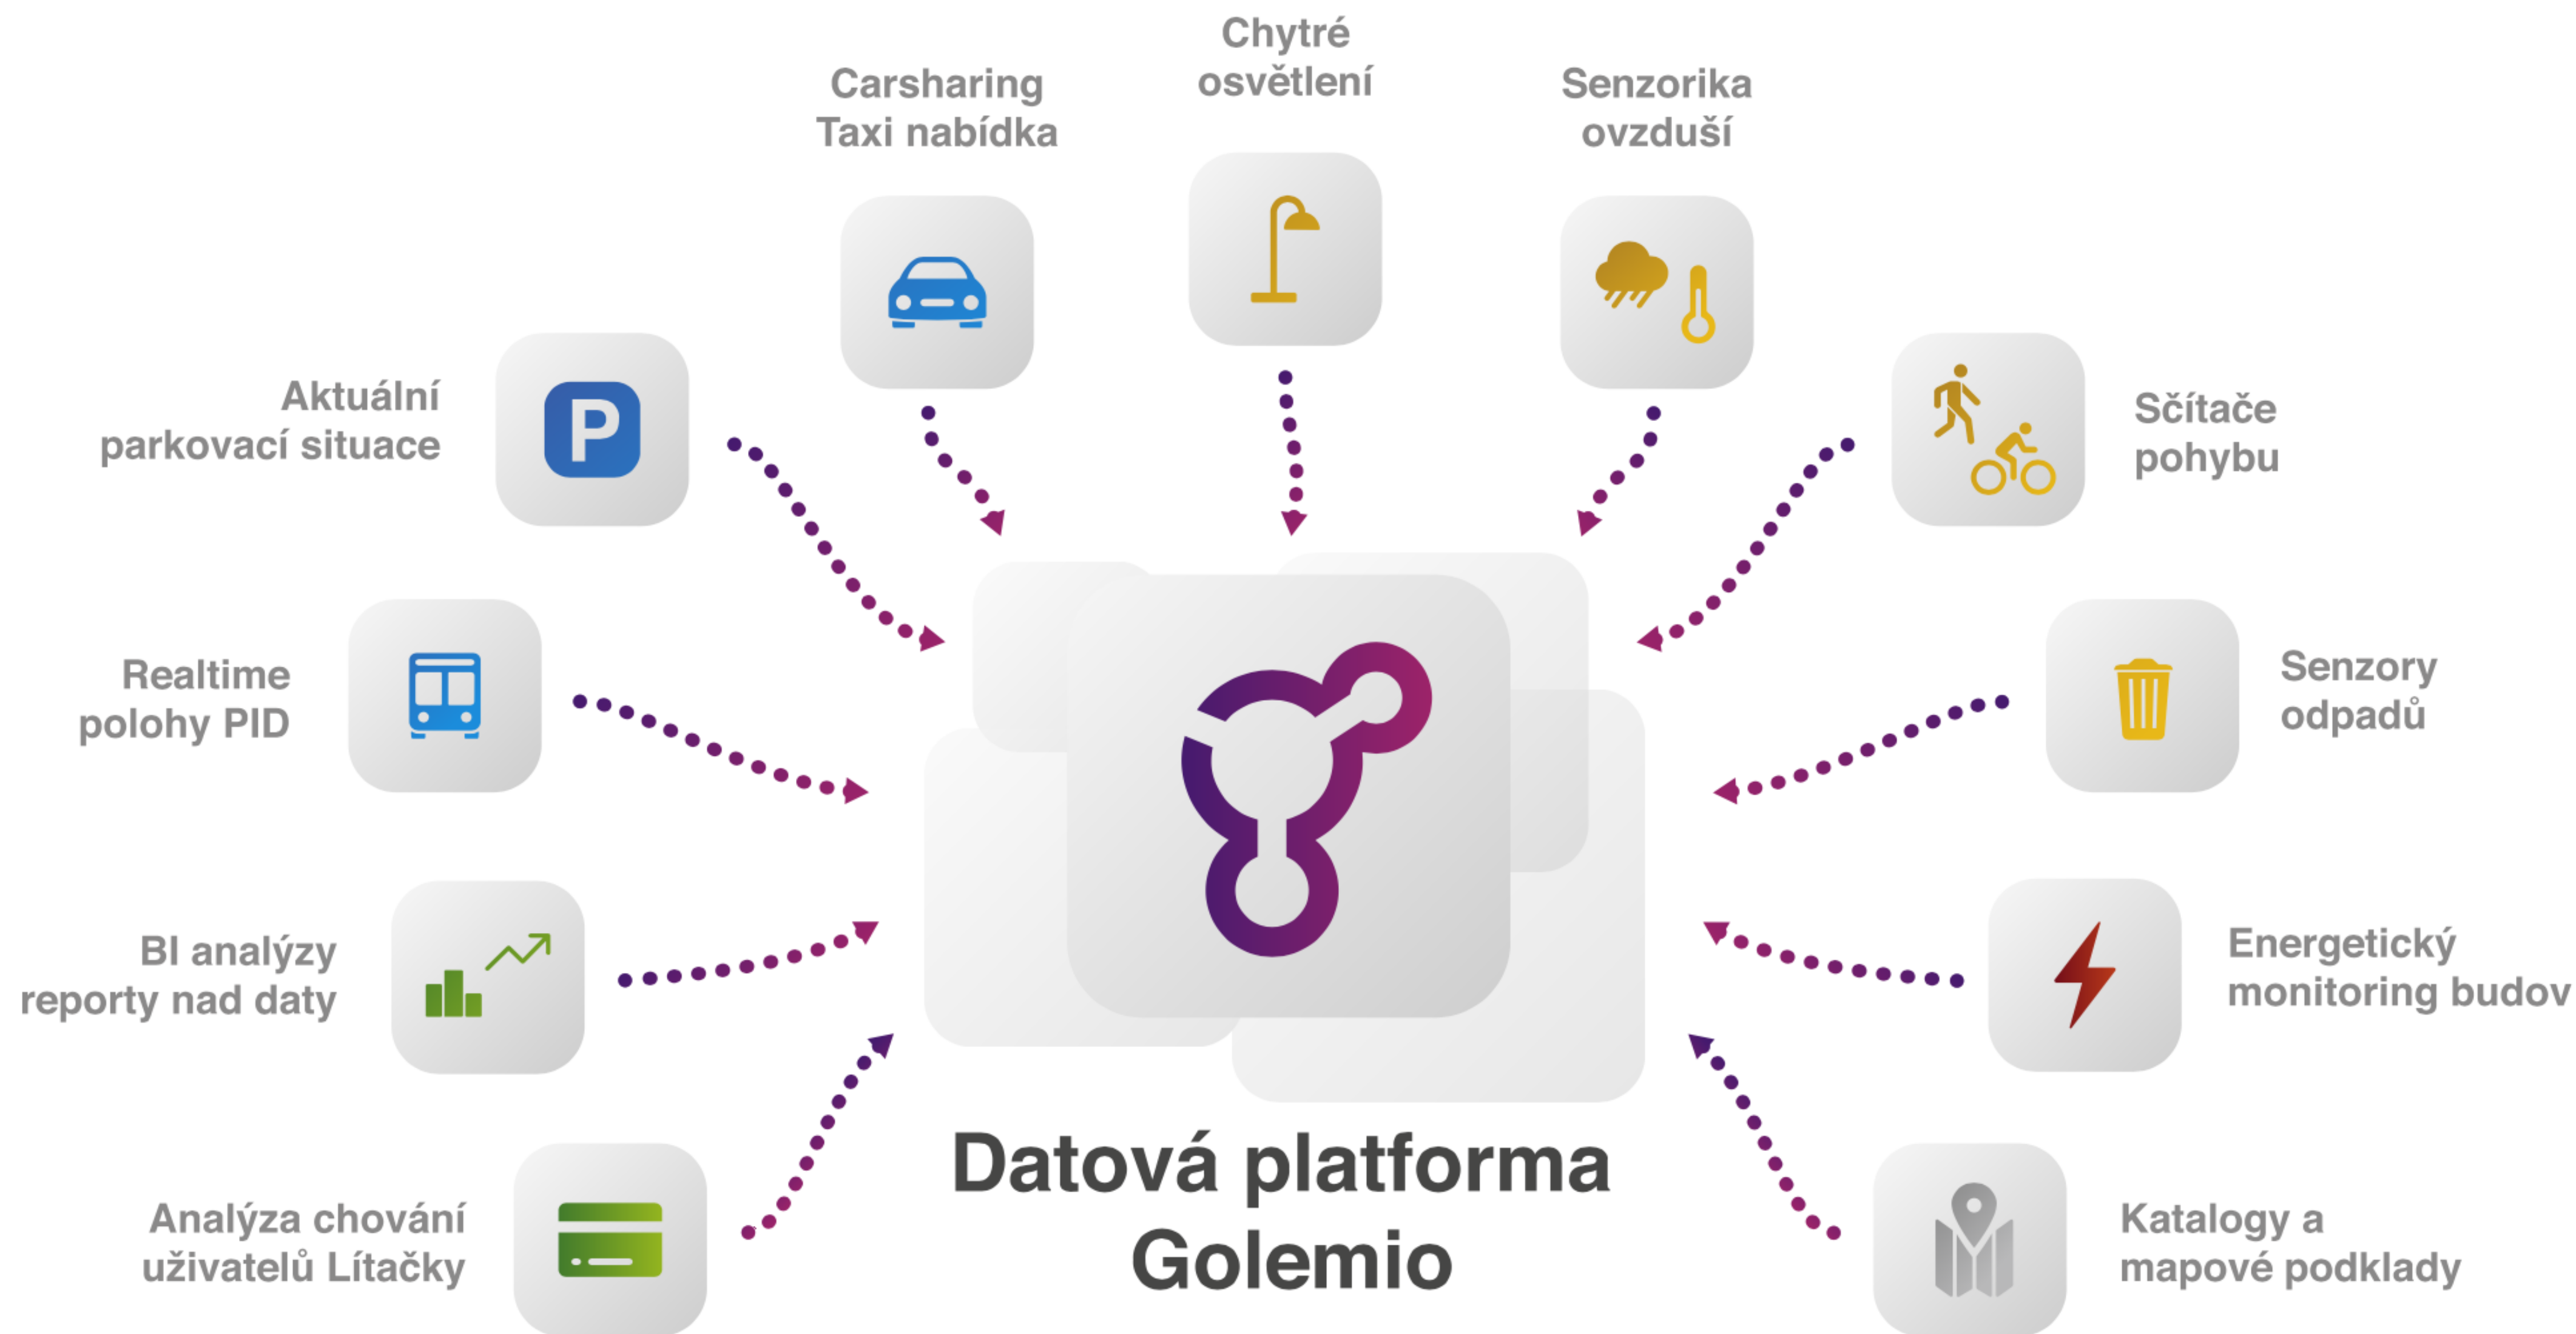 Chytré
osvětlení
Carsharing
Taxi nabídka
Senzorika
ovzduší
Aktuální
parkovací situace
P
Sčítače
pohybu
Realtime
polohy PID
Senzory
odpadů
BI analýzy
reporty nad daty
Energetický
monitoring budov
Analýza chování
uživatelů Lítačky
Katalogy a
mapové podklady
Datová platforma
Golemio